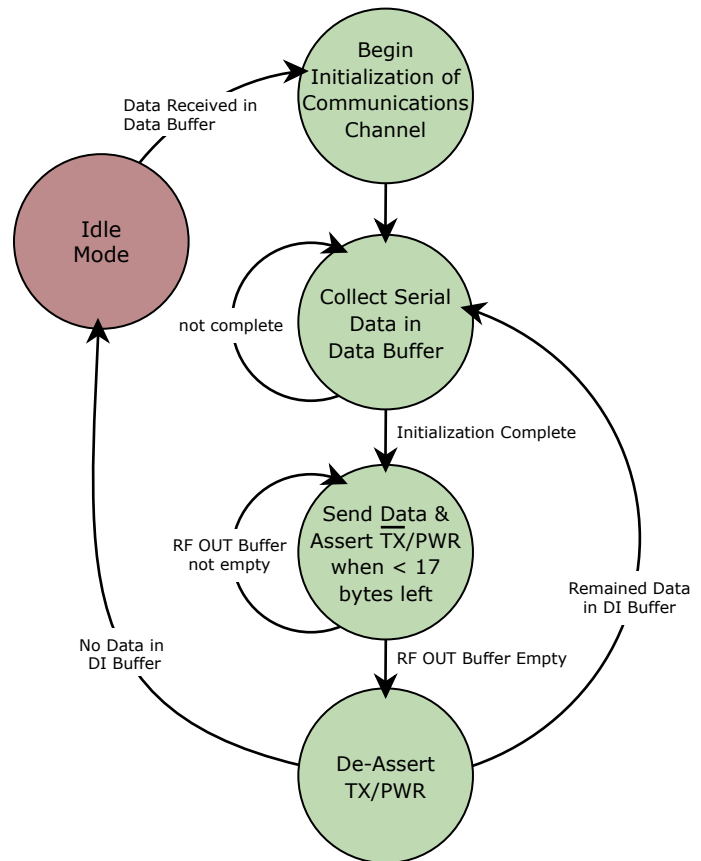 Begin
Initialization of
Communications
Channel
Data Received in
Data Buffer
Idle
Mode
Collect Serial
Data in
Data Buffer
not complete
Initialization Complete
Send Data &
Assert T̅X̅/PWR
when < 17
bytes left
RF OUT Buffer
not empty
Remained Data
in DI Buffer
No Data in
DI Buffer
RF OUT Buffer Empty
De-Assert
TX/PWR